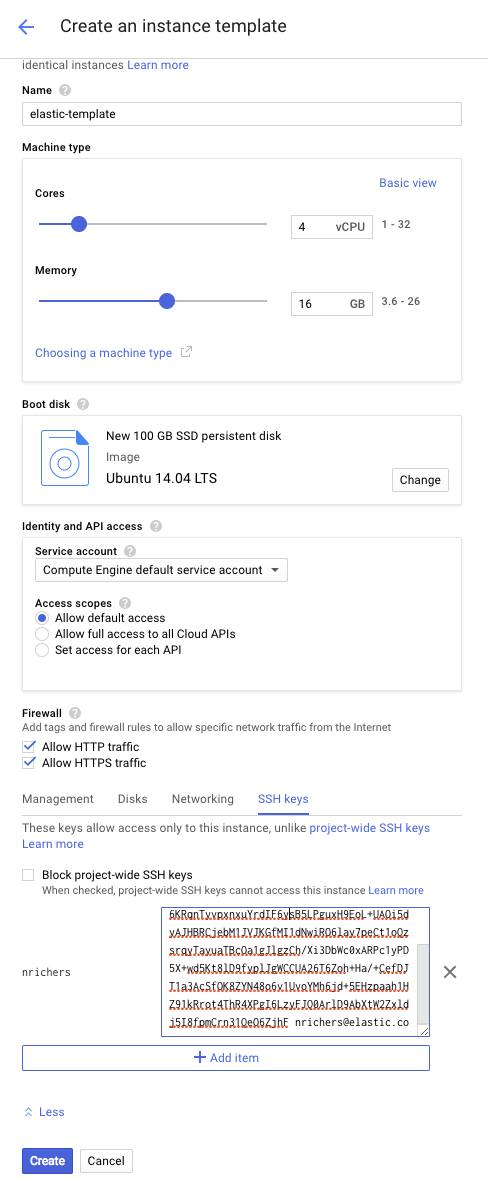 Create an instance template
identical instances Learn more
Name
elastic-template
Machine type
Basic view
Cores
4 vCPU 1 - 32
Memory
16 GB 3.6 - 26
Choosing a machine type
Boot disk
New 100 GB SSD persistent disk
Image
Ubuntu 14.04 LTS
Change
Identity and API access
Service account
Compute Engine default service account
Access scopes
Allow default access
Allow full access to all Cloud APIs
Set access for each API
Firewall
Add tags and firewall rules to allow specific network traffic from the Internet
Allow HTTP traffic
Allow HTTPS traffic
Management Disks Networking SSH keys
These keys allow access only to this instance, unlike project-wide SSH keys
Learn more
Block project-wide SSH keys
When checked, project-wide SSH keys cannot access this instance Learn more
nrichers
nrichers@elastic.co
Add item
Less
Create Cancel